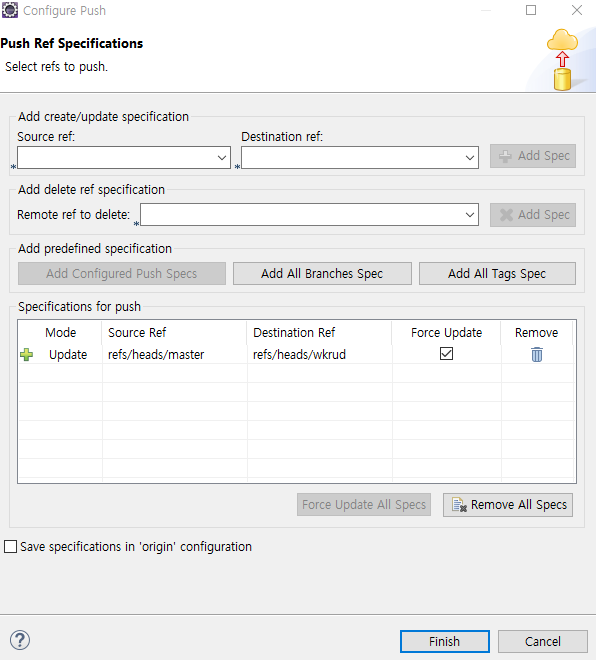 Configure Push
Push Ref Specifications
Select refs to push.
Add create/update specification
Source ref: Destination ref:
* * Add Spec
Add delete ref specification
Remote ref to delete: * Add Spec
Add predefined specification
Add Configured Push Specs Add All Branches Spec Add All Tags Spec
Specifications for push
Mode Source Ref Destination Ref Force Update Remove
Update refs/heads/master refs/heads/wkrud
Force Update All Specs Remove All Specs
Save specifications in 'origin' configuration
? Finish Cancel